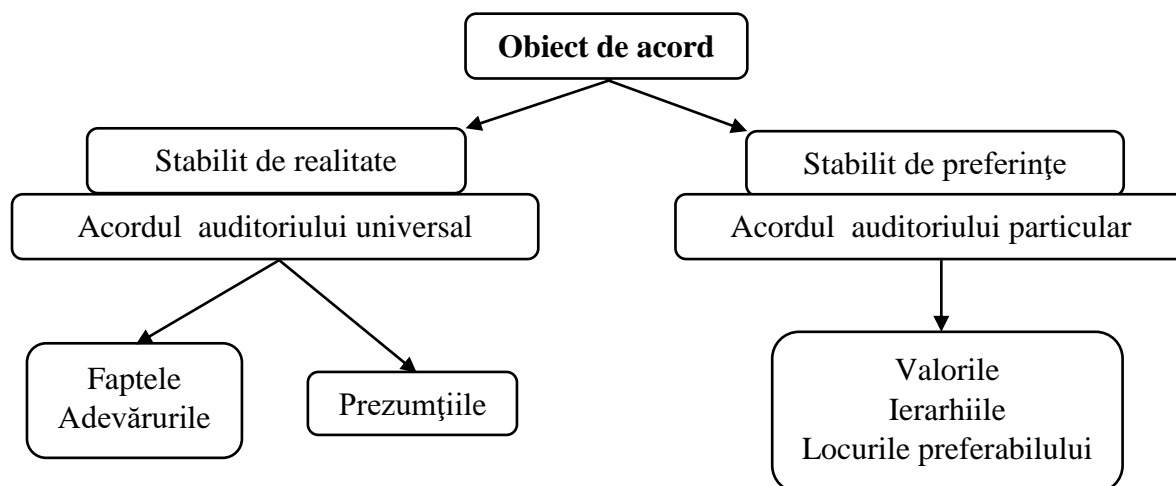 Obiect de acord
Stabilit de realitate
Acordul  auditoriului universal
Stabilit de preferinţe
Acordul  auditoriului particular
Faptele
Adevărurile
Prezumţiile
Valorile
Ierarhiile
Locurile preferabilului